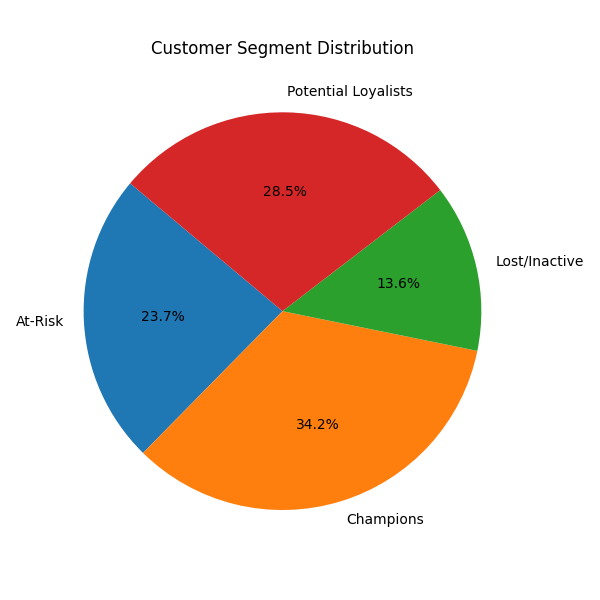 Customer Segment Distribution
Potential Loyalists
28.5%
Lost/Inactive
13.6%
At-Risk
23.7%
34.2%
Champions